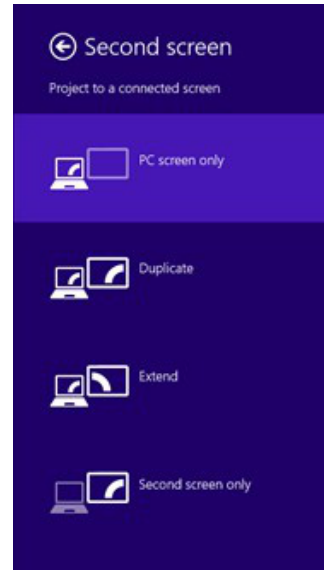 Second screen
Project to a connected screen
PC screen only
Duplicate
Extend
Second screen only